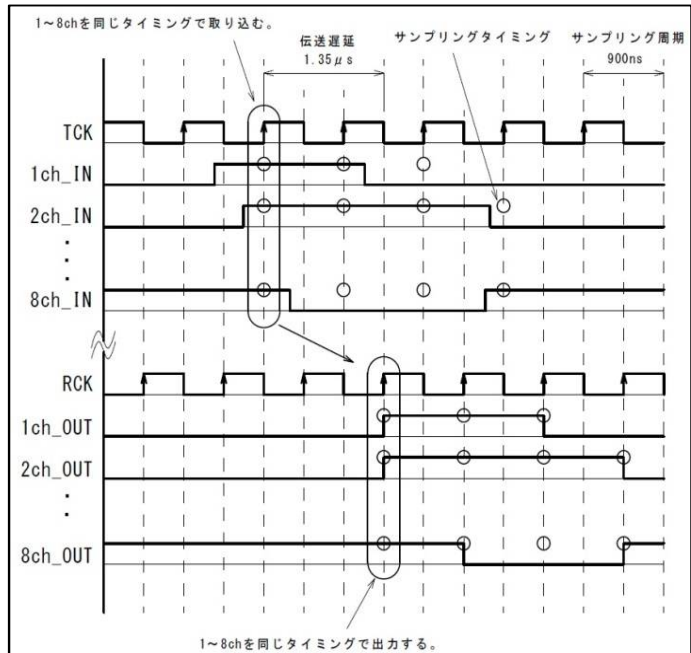 1~8chを同じタイミングで取り込む。
伝送遅延
1.35μs
サンプリングタイミング
サンプリング周期
900ns
TCK
1ch_IN
2ch_IN
8ch_IN
RCK
1ch_OUT
2ch_OUT
8ch_OUT
1~8chを同じタイミングで出力する。